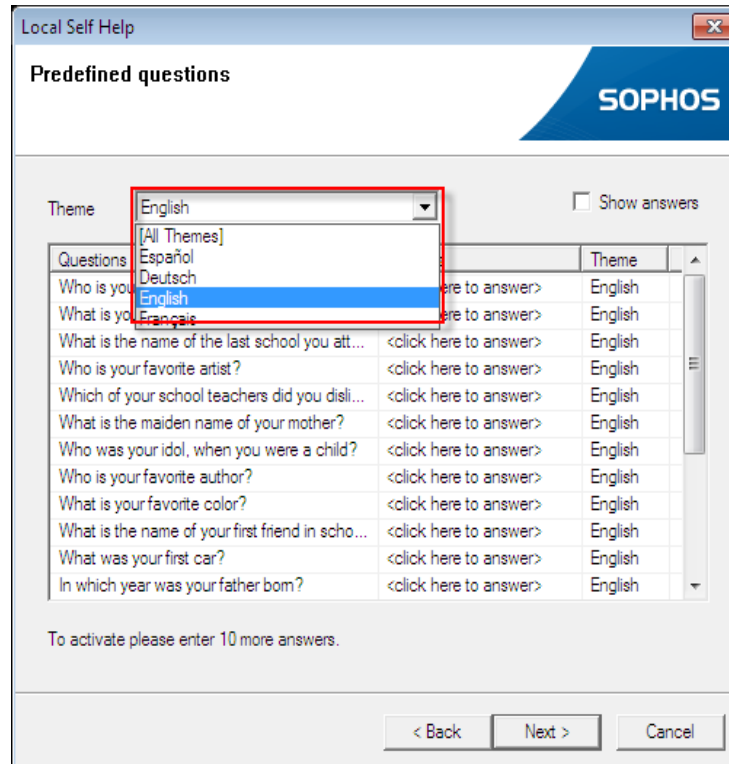 Local Self Help
Predefined questions
SOPHOS
Theme English Show answers
[All Themes]
Español
Deutsch
English
Français
Questions Theme
Who is you ere to answer> English
What is yo ere to answer> English
What is the name of the last school you att... <click here to answer> English
Who is your favorite artist? <click here to answer> English
Which of your school teachers did you disli... <click here to answer> English
What is the maiden name of your mother? <click here to answer> English
Who was your idol, when you were a child? <click here to answer> English
Who is your favorite author? <click here to answer> English
What is your favorite color? <click here to answer> English
What is the name of your first friend in scho... <click here to answer> English
What was your first car? <click here to answer> English
In which year was your father born? <click here to answer> English
To activate please enter 10 more answers.
< Back Next > Cancel